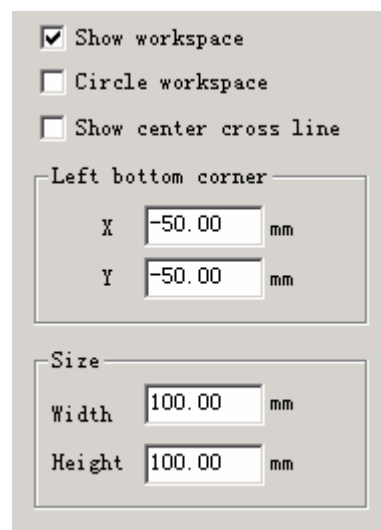 Show workspace
Circle workspace
Show center cross line
Left bottom corner
X -50.00 mm
Y -50.00 mm
Size
Width 100.00 mm
Height 100.00 mm